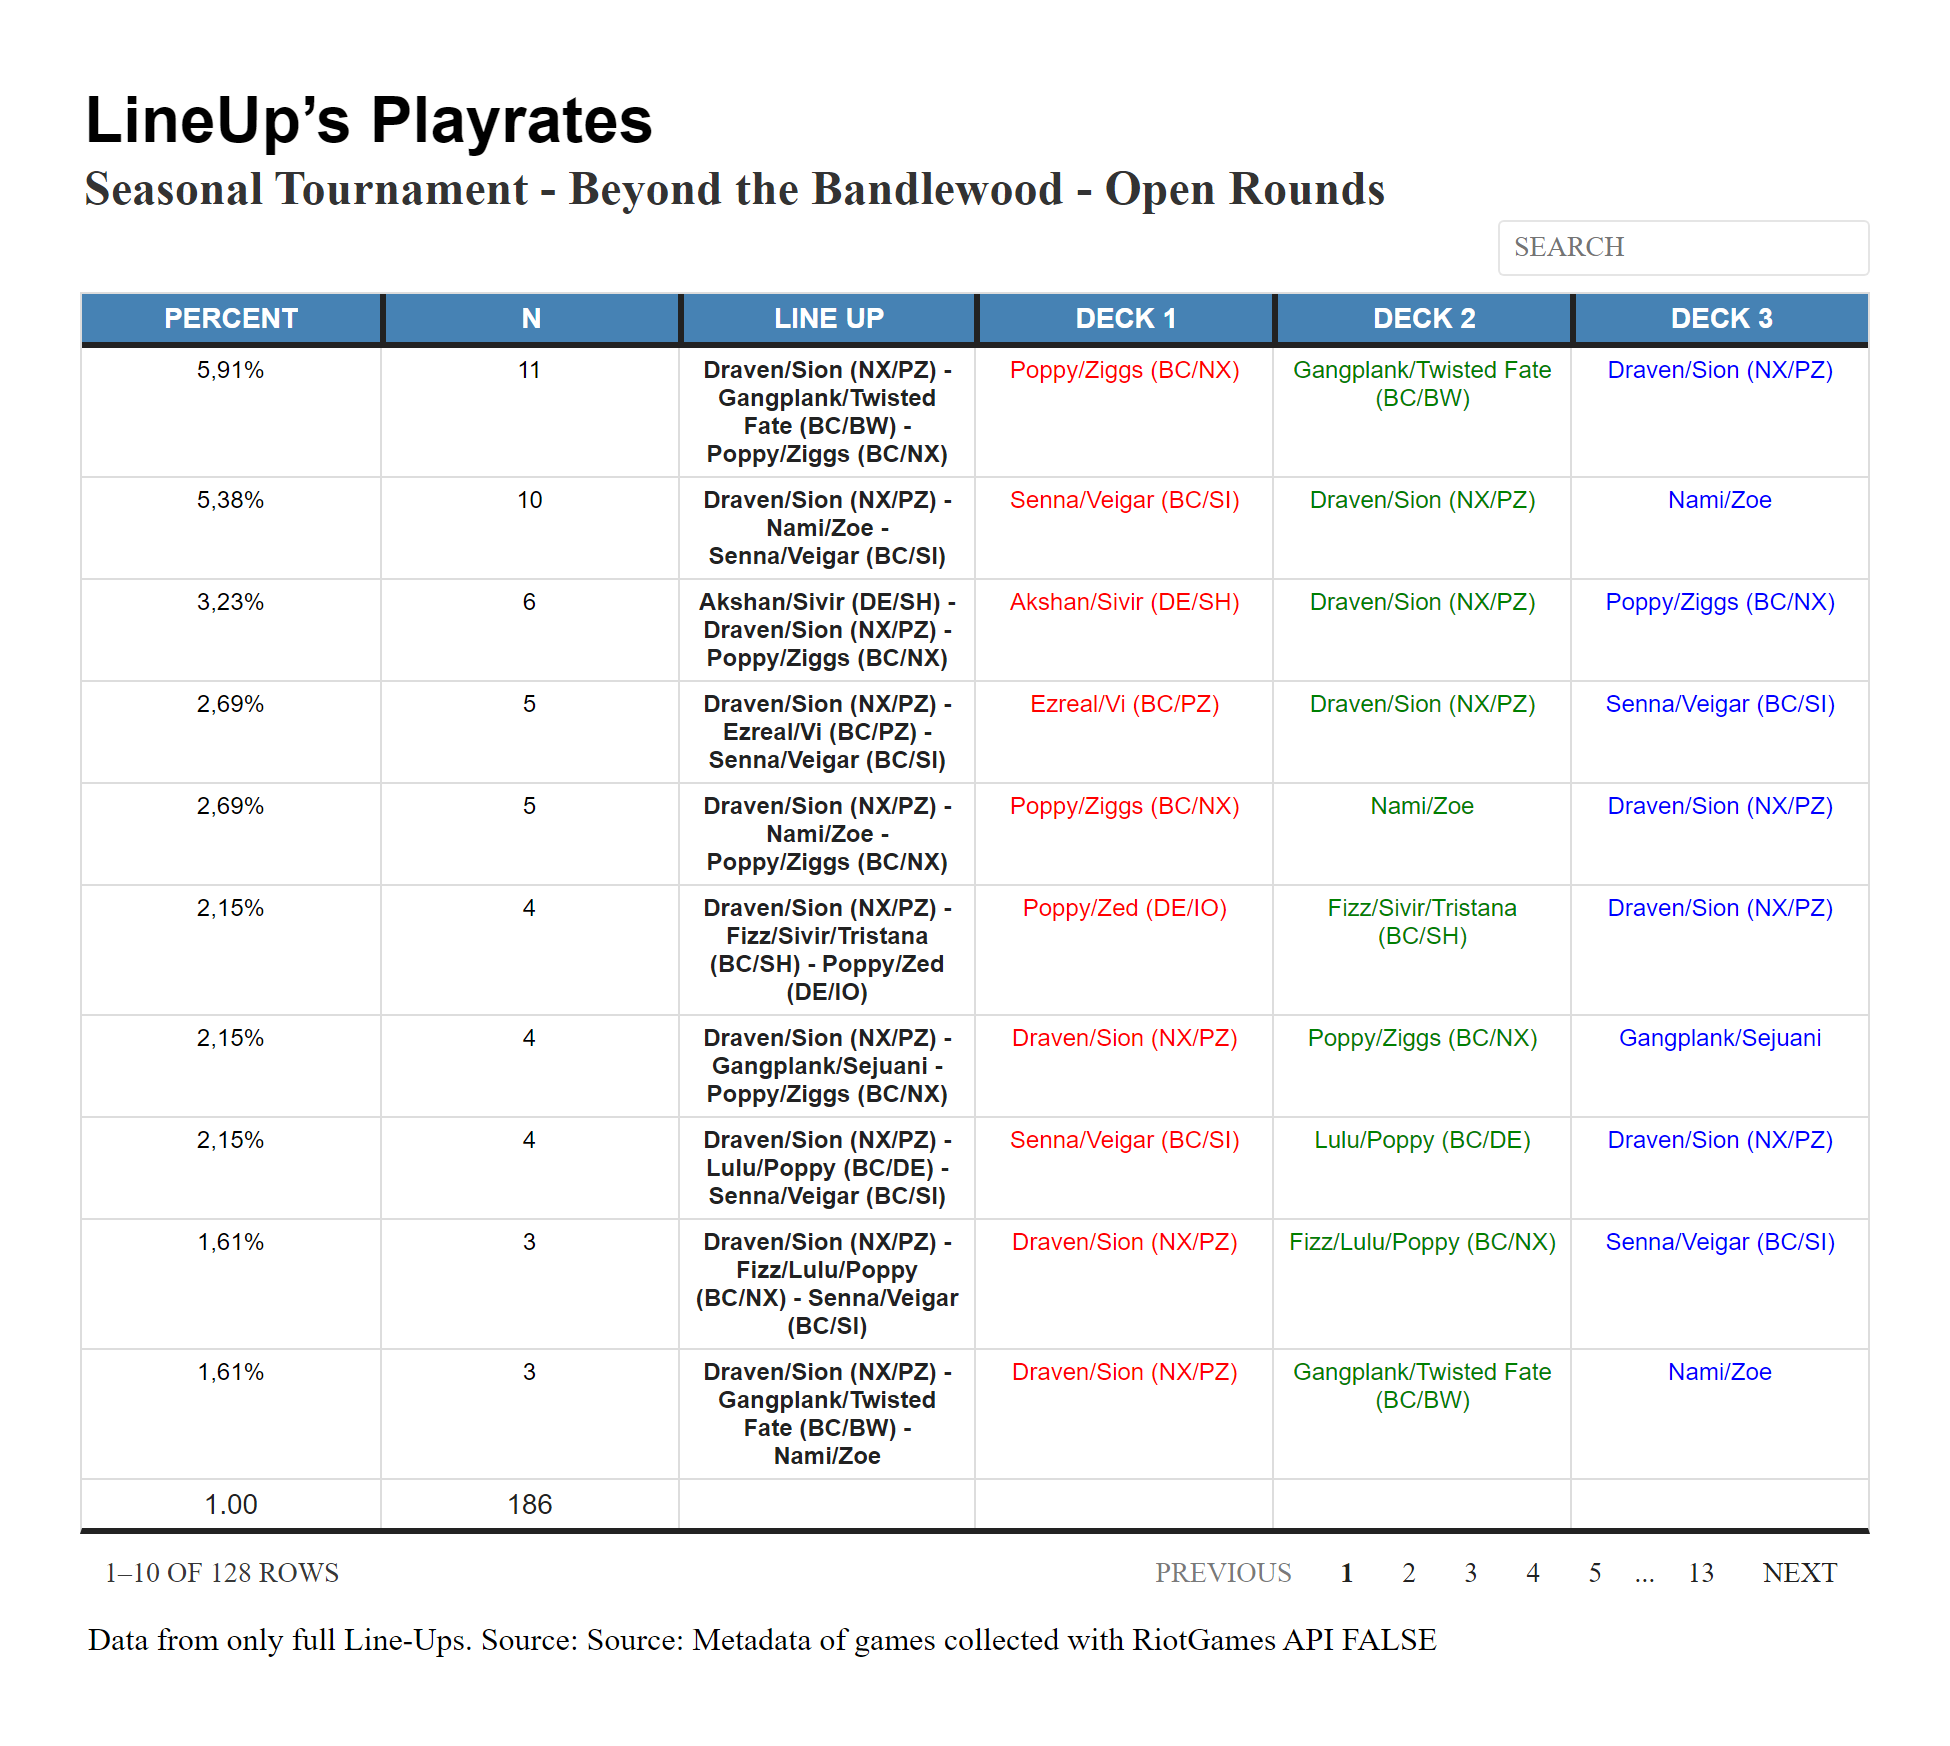 LineUp’s Playrates
Seasonal Tournament - Beyond the Bandlewood - Open Rounds
SEARCH
PERCENT N LINE UP DECK 1 DECK 2 DECK 3
5,91% 11 Draven/Sion (NX/PZ) - Poppy/Ziggs (BC/NX) Gangplank/Twisted Fate Draven/Sion (NX/PZ)
Gangplank/Twisted (BC/BW)
Fate (BC/BW) -
Poppy/Ziggs (BC/NX)
5,38% 10 Draven/Sion (NX/PZ) - Senna/Veigar (BC/SI) Draven/Sion (NX/PZ) Nami/Zoe
Nami/Zoe -
Senna/Veigar (BC/SI)
3,23% 6 Akshan/Sivir (DE/SH) - Akshan/Sivir (DE/SH) Draven/Sion (NX/PZ) Poppy/Ziggs (BC/NX)
Draven/Sion (NX/PZ) -
Poppy/Ziggs (BC/NX)
2,69% 5 Draven/Sion (NX/PZ) - Ezreal/Vi (BC/PZ) Draven/Sion (NX/PZ) Senna/Veigar (BC/SI)
Ezreal/Vi (BC/PZ) -
Senna/Veigar (BC/SI)
2,69% 5 Draven/Sion (NX/PZ) - Poppy/Ziggs (BC/NX) Nami/Zoe Draven/Sion (NX/PZ)
Nami/Zoe -
Poppy/Ziggs (BC/NX)
2,15% 4 Draven/Sion (NX/PZ) - Poppy/Zed (DE/IO) Fizz/Sivir/Tristana Draven/Sion (NX/PZ)
Fizz/Sivir/Tristana (BC/SH)
(BC/SH) - Poppy/Zed
(DE/IO)
2,15% 4 Draven/Sion (NX/PZ) - Draven/Sion (NX/PZ) Poppy/Ziggs (BC/NX) Gangplank/Sejuani
Gangplank/Sejuani -
Poppy/Ziggs (BC/NX)
2,15% 4 Draven/Sion (NX/PZ) - Senna/Veigar (BC/SI) Lulu/Poppy (BC/DE) Draven/Sion (NX/PZ)
Lulu/Poppy (BC/DE) -
Senna/Veigar (BC/SI)
1,61% 3 Draven/Sion (NX/PZ) - Draven/Sion (NX/PZ) Fizz/Lulu/Poppy (BC/NX) Senna/Veigar (BC/SI)
Fizz/Lulu/Poppy
(BC/NX) - Senna/Veigar
(BC/SI)
1,61% 3 Draven/Sion (NX/PZ) - Draven/Sion (NX/PZ) Gangplank/Twisted Fate Nami/Zoe
Gangplank/Twisted (BC/BW)
Fate (BC/BW) -
Nami/Zoe
1.00 186
1–10 OF 128 ROWS PREVIOUS 1 2 3 4 5 ... 13 NEXT
Data from only full Line-Ups. Source: Source: Metadata of games collected with RiotGames API FALSE